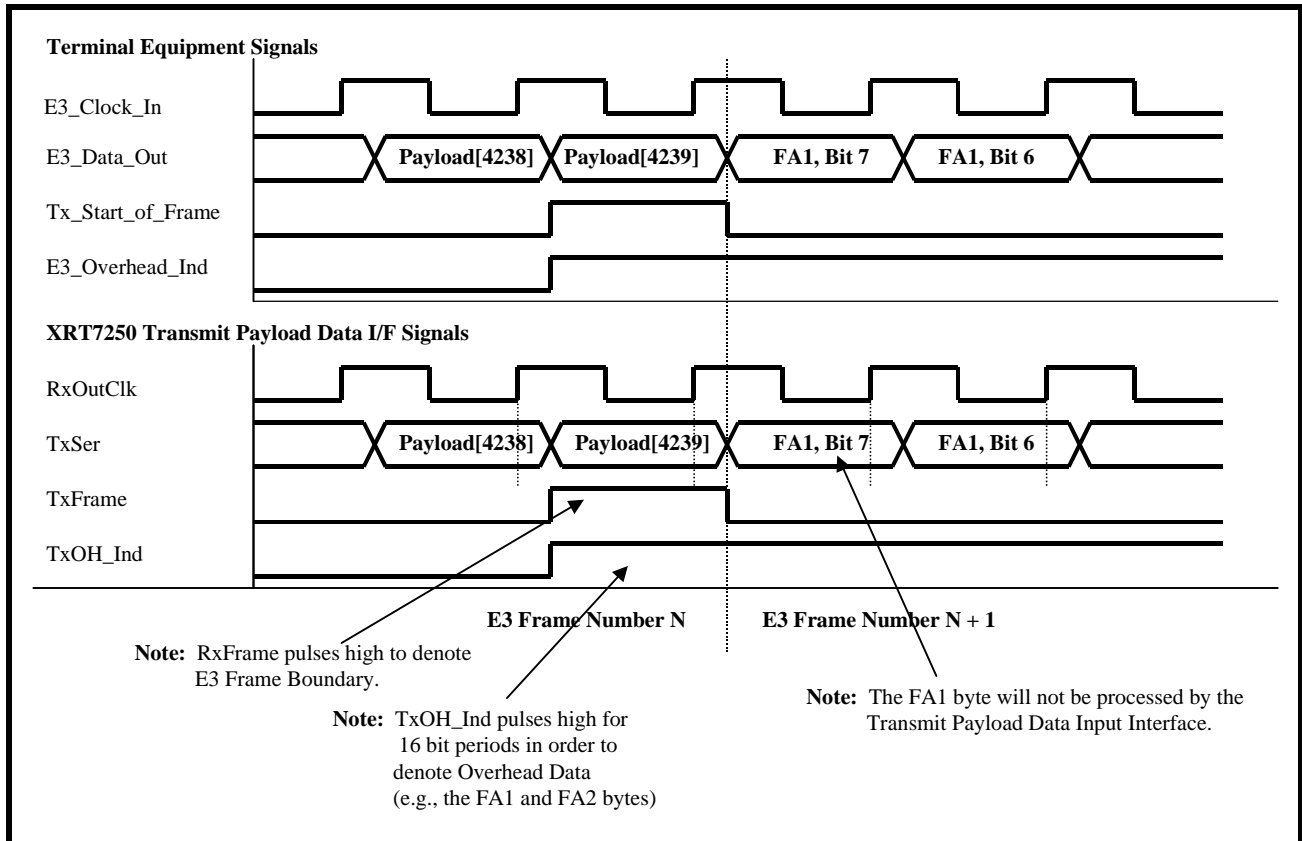 Terminal Equipment Signals
E3_Clock_In
E3_Data_Out
Payload[4238] Payload[4239] FA1, Bit 7 FA1, Bit 6
Tx_Start_of_Frame
E3_Overhead_Ind
XRT7250 Transmit Payload Data I/F Signals
RxOutClk
TxSer
Payload[4238] Payload[4239] FA1, Bit 7 FA1, Bit 6
TxFrame
TxOH_Ind
E3 Frame Number N E3 Frame Number N + 1
Note: RxFrame pulses high to denote
E3 Frame Boundary.
Note: TxOH_Ind pulses high for
16 bit periods in order to
denote Overhead Data
(e.g., the FA1 and FA2 bytes)
Note: The FA1 byte will not be processed by the
Transmit Payload Data Input Interface.